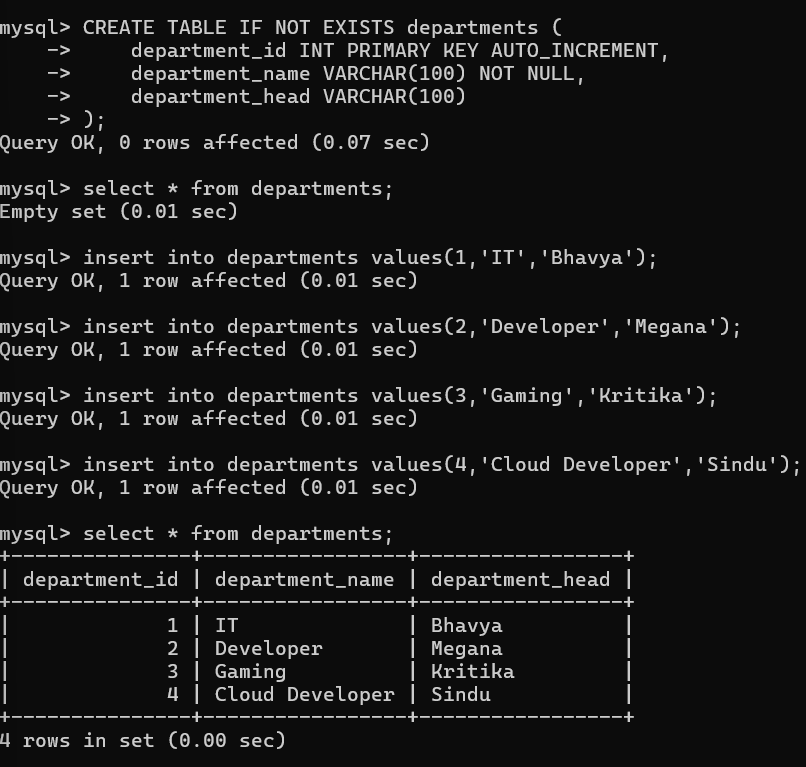 mysql> CREATE TABLE IF NOT EXISTS departments (
    ->     department_id INT PRIMARY KEY AUTO_INCREMENT,
    ->     department_name VARCHAR(100) NOT NULL,
    ->     department_head VARCHAR(100)
    -> );
Query OK, 0 rows affected (0.07 sec)

mysql> select * from departments;
Empty set (0.01 sec)

mysql> insert into departments values(1,'IT','Bhavya');
Query OK, 1 row affected (0.01 sec)

mysql> insert into departments values(2,'Developer','Megana');
Query OK, 1 row affected (0.01 sec)

mysql> insert into departments values(3,'Gaming','Kritika');
Query OK, 1 row affected (0.01 sec)

mysql> insert into departments values(4,'Cloud Developer','Sindu');
Query OK, 1 row affected (0.01 sec)

mysql> select * from departments;
+---------------+-----------------+-----------------+
| department_id | department_name | department_head |
+---------------+-----------------+-----------------+
|             1 | IT              | Bhavya          |
|             2 | Developer       | Megana          |
|             3 | Gaming          | Kritika         |
|             4 | Cloud Developer | Sindu           |
+---------------+-----------------+-----------------+
4 rows in set (0.00 sec)